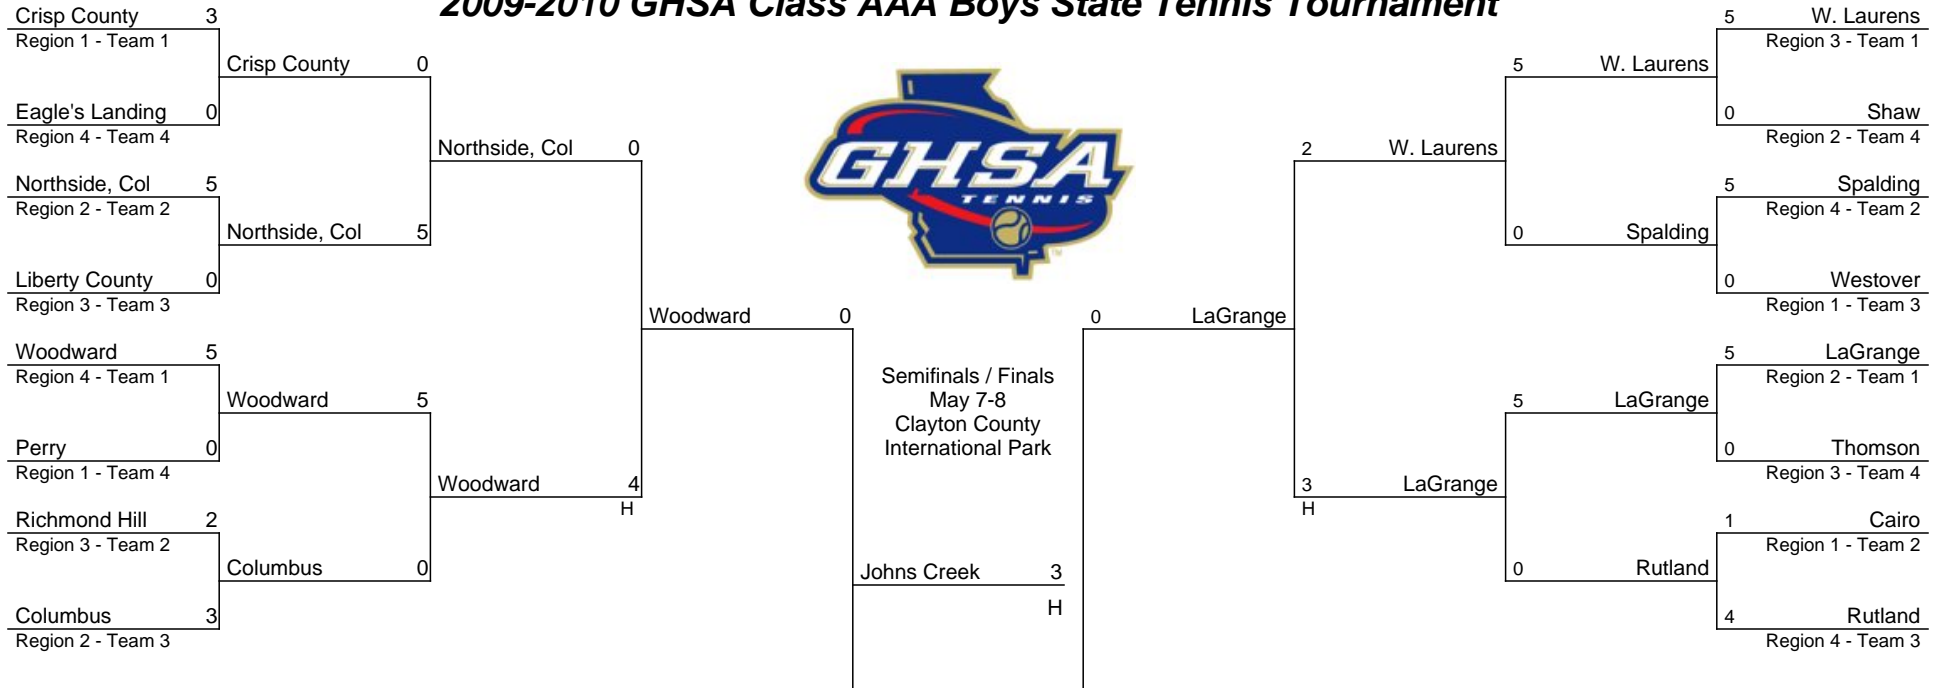 2009-2010 GHSA Class AAA Boys State Tennis Tournament
Crisp County 3
Region 1 - Team 1
Crisp County 0
Eagle's Landing 0
Region 4 - Team 4
Northside, Col 0
Northside, Col 5
Region 2 - Team 2
Northside, Col 5
Liberty County 0
Region 3 - Team 3
Woodward 0
Woodward 5
Region 4 - Team 1
Woodward 5
Perry 0
Region 1 - Team 4
Woodward 4
H
Richmond Hill 2
Region 3 - Team 2
Columbus 0
Columbus 3
Region 2 - Team 3
GHSA
TENNIS
TM
Semifinals / Finals
May 7-8
Clayton County
International Park
Johns Creek 3
H
5 W. Laurens
Region 3 - Team 1
5 W. Laurens
0 Shaw
Region 2 - Team 4
2 W. Laurens
5 Spalding
Region 4 - Team 2
0 Spalding
0 Westover
Region 1 - Team 3
0 LaGrange
5 LaGrange
Region 2 - Team 1
5 LaGrange
0 Thomson
Region 3 - Team 4
3 LaGrange
H
1 Cairo
Region 1 - Team 2
0 Rutland
4 Rutland
Region 4 - Team 3